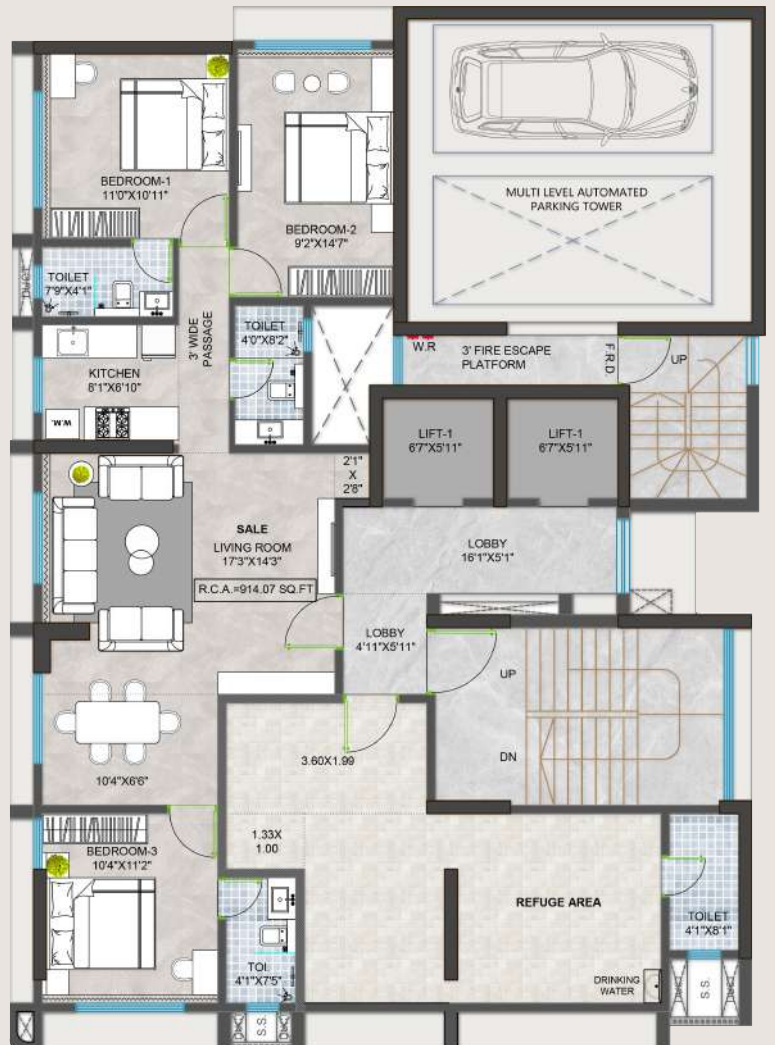 BEDROOM-1
11'0"X10'11"
BEDROOM-2
9'2"X14'7"
MULTI LEVEL AUTOMATED
PARKING TOWER
DUCT
TOILET
7'9"X4'1"
3' WIDE
PASSAGE
TOILET
4'0"X8'2"
W.R
3' FIRE ESCAPE
PLATFORM
F.R.D
UP
KITCHEN
8'1"X6'10"
W.M.
LIFT-1
6'7"X5'11"
LIFT-1
6'7"X5'11"
2'1"
X
2'8"
SALE
LIVING ROOM
17'3"X14'3"
R.C.A.=914.07 SQ.FT
LOBBY
16'1"X5'1"
LOBBY
4'11"X5'11"
UP
DN
10'4"X6'6"
3.60X1.99
1.33X
1.00
BEDROOM-3
10'4"X11'2"
REFUGE AREA
TOILET
4'1"X8'1"
TOI.
4'1"X7'5"
DRINKING
WATER
S.S.
DUCT
S.S.
DUCT